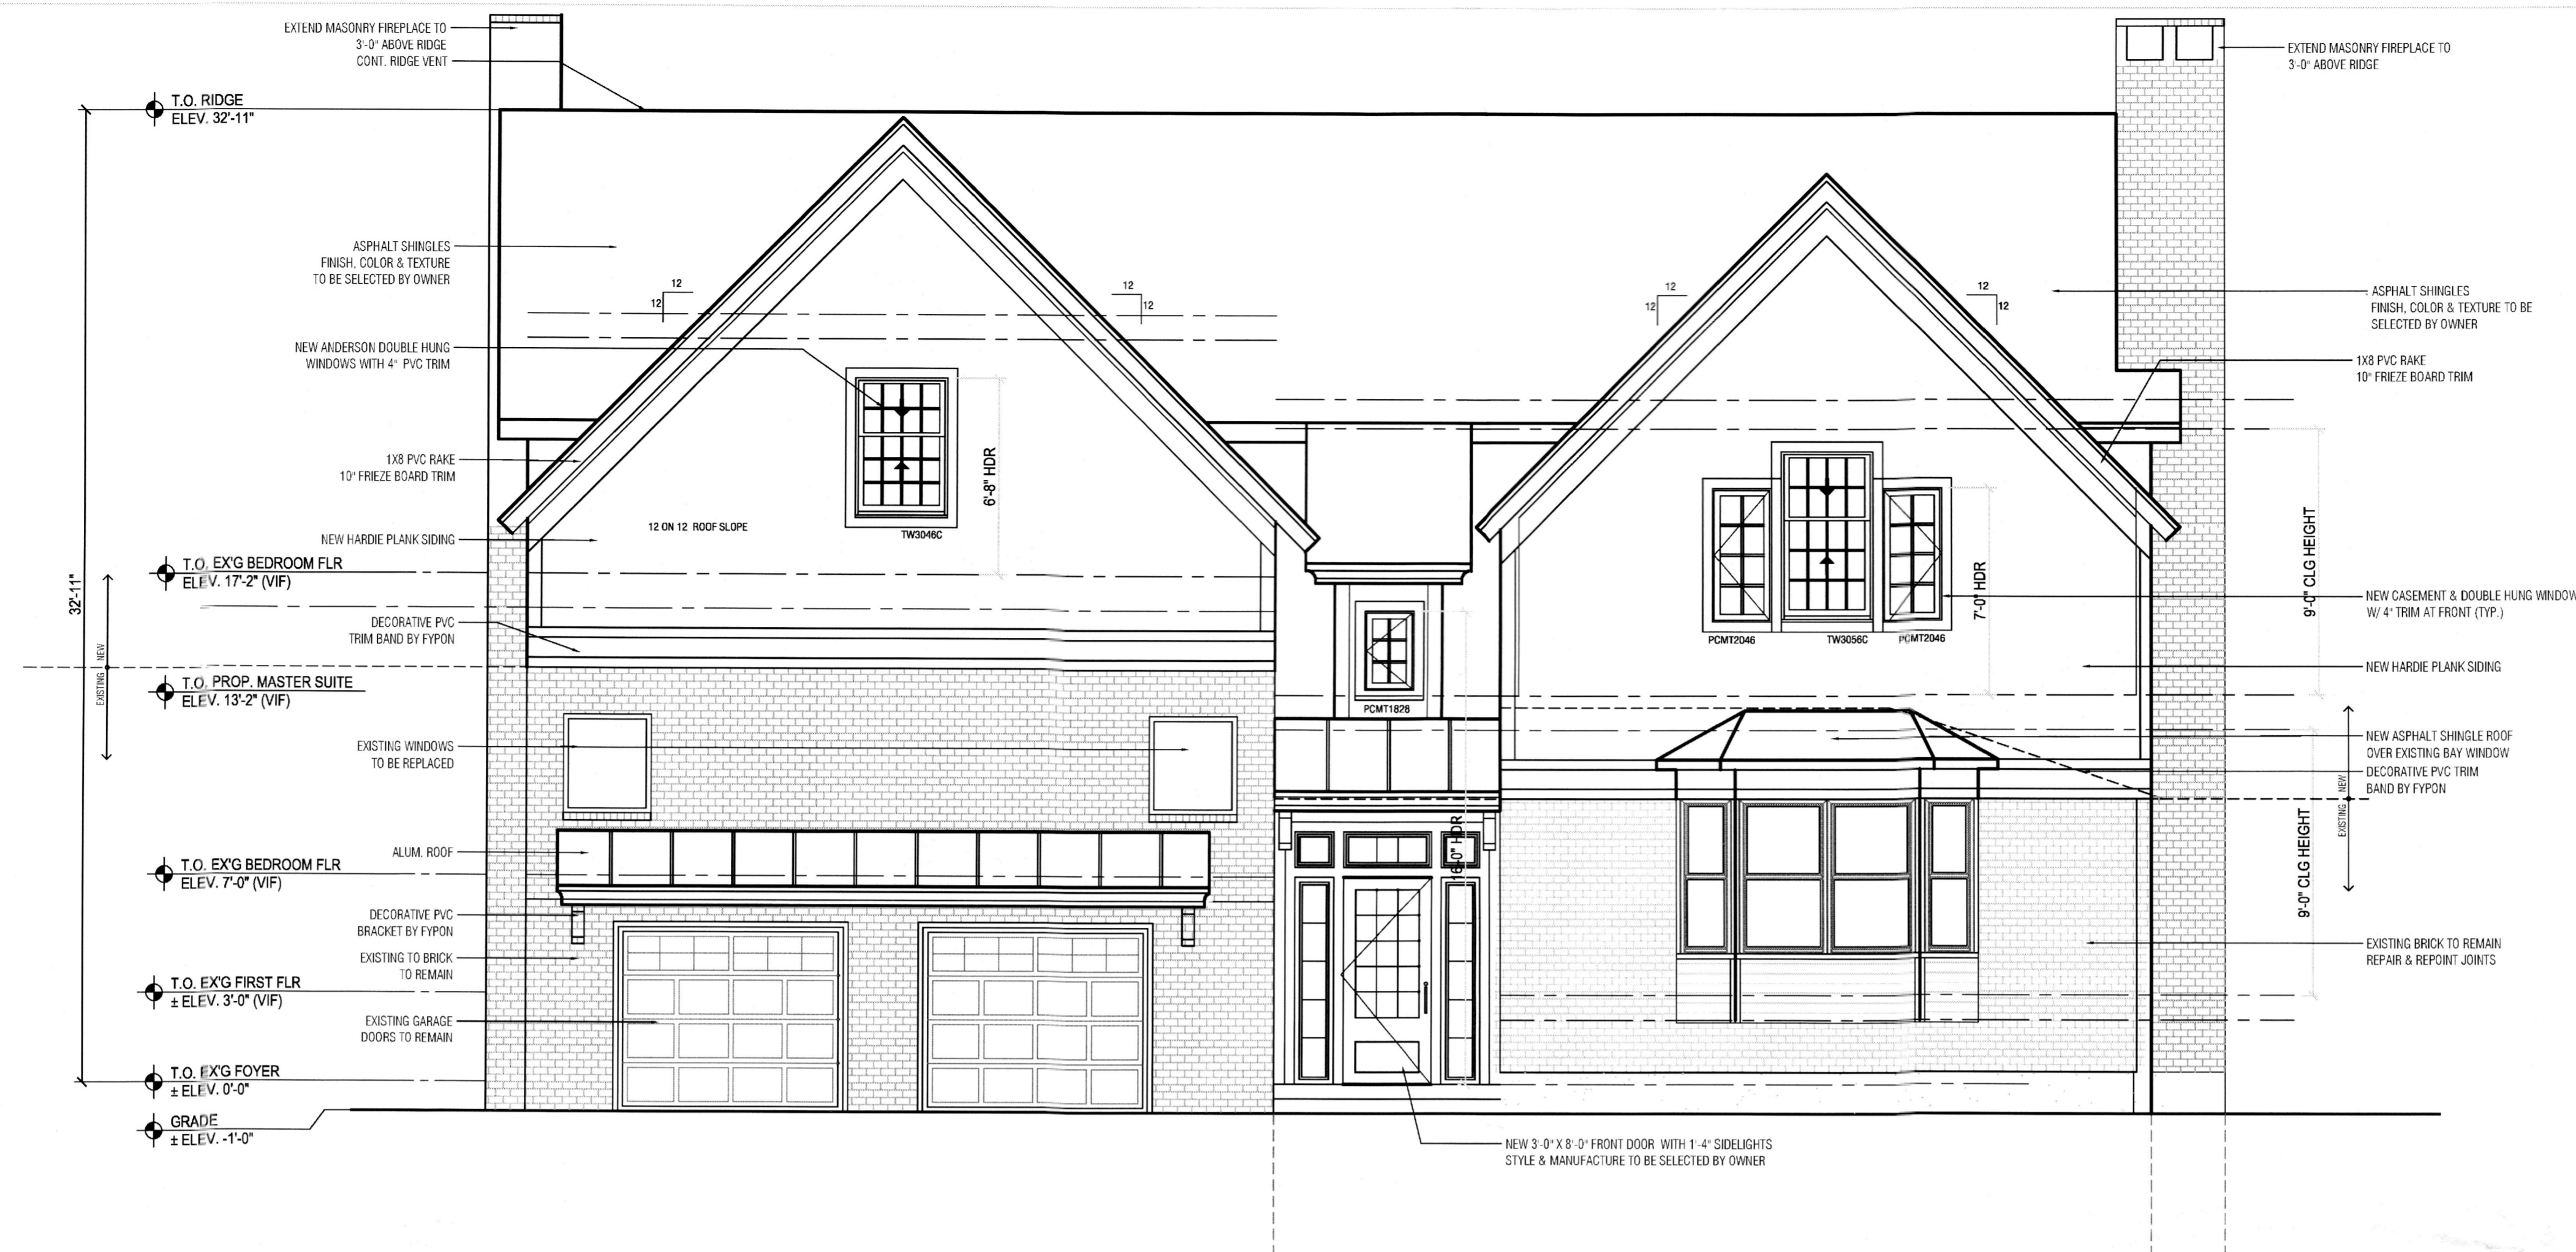 EXTEND MASONRY FIREPLACE TO
3'-0" ABOVE RIDGE
CONT. RIDGE VENT
EXTEND MASONRY FIREPLACE TO
3'-0" ABOVE RIDGE
T.O. RIDGE
ELEV. 32'-11"
ASPHALT SHINGLES
FINISH, COLOR & TEXTURE
TO BE SELECTED BY OWNER
12
12
12
12
12
12
12
12
ASPHALT SHINGLES
FINISH, COLOR & TEXTURE TO BE
SELECTED BY OWNER
NEW ANDERSON DOUBLE HUNG
WINDOWS WITH 4" PVC TRIM
1X8 PVC RAKE
10" FRIEZE BOARD TRIM
1X8 PVC RAKE
10" FRIEZE BOARD TRIM
6'-8" HDR
12 ON 12 ROOF SLOPE
TW3046C
NEW HARDIE PLANK SIDING
T.O. EX'G BEDROOM FLR
ELEV. 17'-2" (VIF)
32'-11"
7'-0" HDR
9'-0" CLG HEIGHT
NEW CASEMENT & DOUBLE HUNG WINDOW
W/ 4" TRIM AT FRONT (TYP.)
DECORATIVE PVC
TRIM BAND BY FYPON
PCMT2046
TW3056C
PCMT2046
NEW
EXISTING
NEW HARDIE PLANK SIDING
T.O. PROP. MASTER SUITE
ELEV. 13'-2" (VIF)
PCMT1828
EXISTING WINDOWS
TO BE REPLACED
NEW ASPHALT SHINGLE ROOF
OVER EXISTING BAY WINDOW
DECORATIVE PVC TRIM
BAND BY FYPON
NEW
EXISTING
ALUM. ROOF
16'-0" HDR
9'-0" CLG HEIGHT
T.O. EX'G BEDROOM FLR
ELEV. 7'-0" (VIF)
DECORATIVE PVC
BRACKET BY FYPON
EXISTING TO BRICK
TO REMAIN
EXISTING BRICK TO REMAIN
REPAIR & REPOINT JOINTS
T.O. EX'G FIRST FLR
± ELEV. 3'-0" (VIF)
EXISTING GARAGE
DOORS TO REMAIN
T.O. EX'G FOYER
± ELEV. 0'-0"
GRADE
± ELEV. -1'-0"
NEW 3'-0" X 8'-0" FRONT DOOR WITH 1'-4" SIDELIGHTS
STYLE & MANUFACTURE TO BE SELECTED BY OWNER